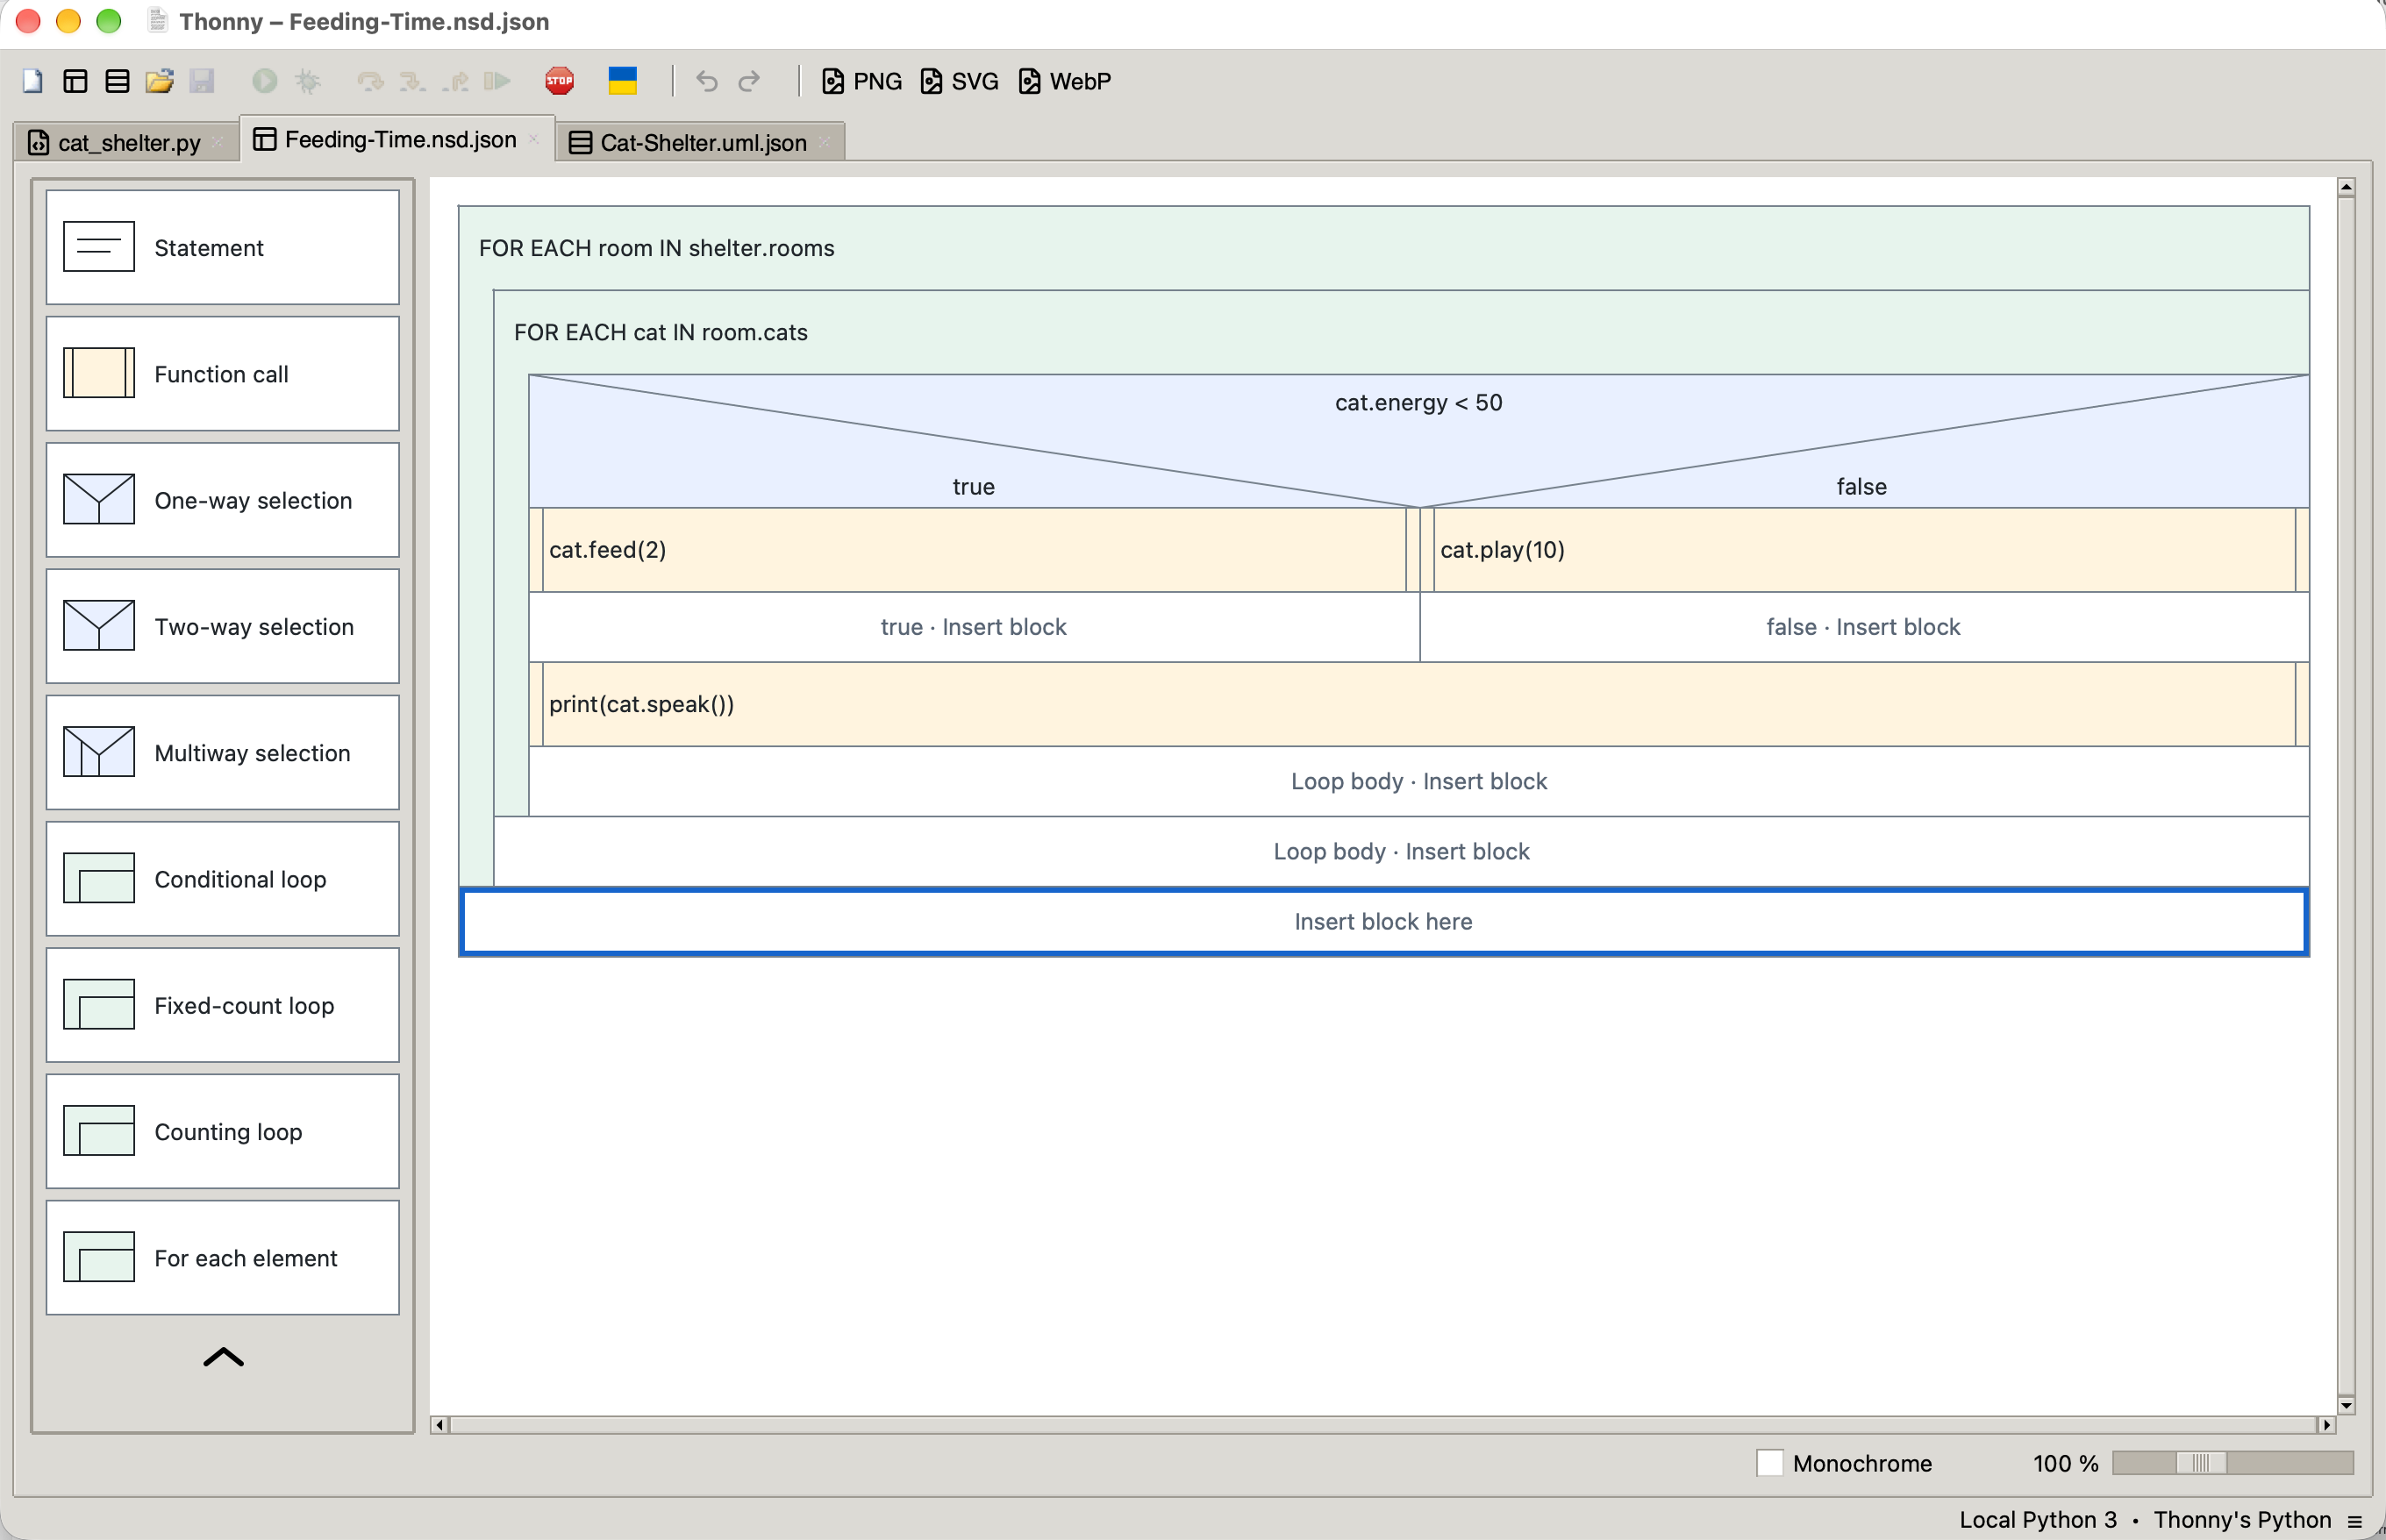 Thonny – Feeding-Time.nsd.json
STOP
PNG SVG WebP
cat_shelter.py
Feeding-Time.nsd.json
Cat-Shelter.uml.json
Statement
Function call
One-way selection
Two-way selection
Multiway selection
Conditional loop
Fixed-count loop
Counting loop
For each element
FOR EACH room IN shelter.rooms
FOR EACH cat IN room.cats
cat.energy < 50
true false
cat.feed(2) cat.play(10)
true · Insert block false · Insert block
print(cat.speak())
Loop body · Insert block
Loop body · Insert block
Insert block here
Monochrome 100 %
Local Python 3 • Thonny's Python ≡